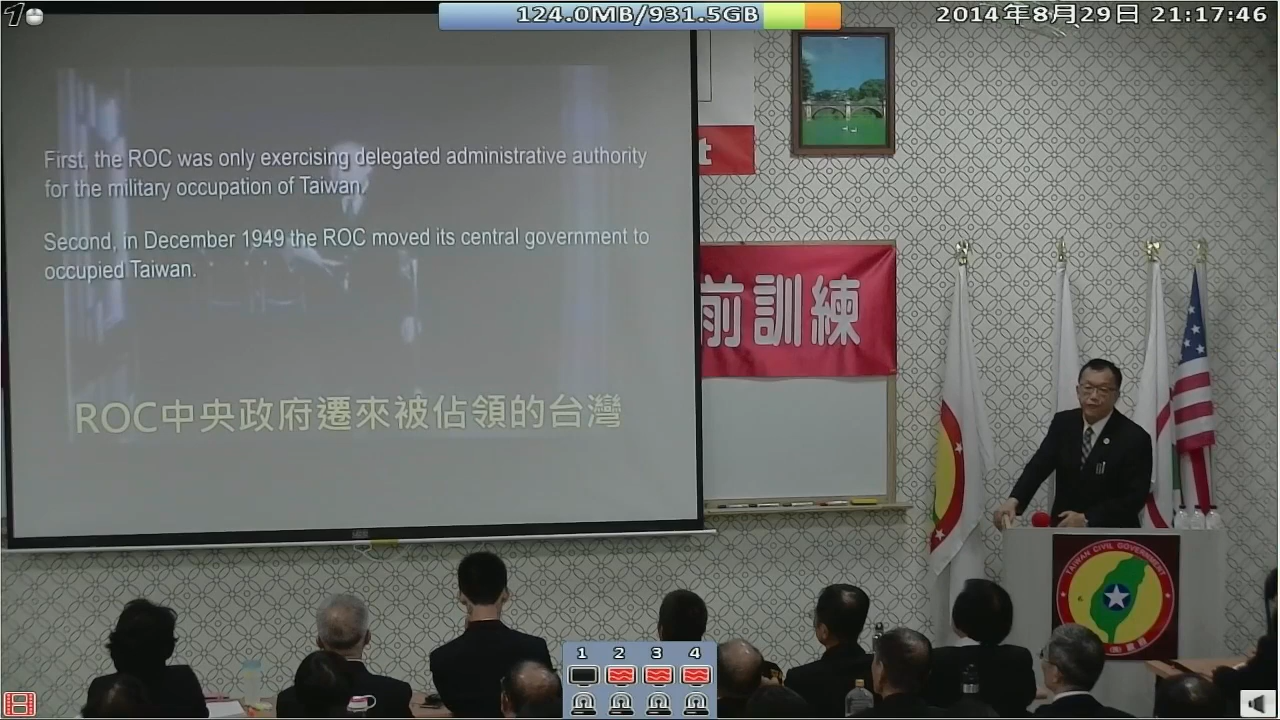 124.0MB/931.5GB
2014年8月29日 21:17:46
First, the ROC was only exercising delegated administrative authority
for the military occupation of Taiwan.
Second, in December 1949 the ROC moved its central government to
occupied Taiwan.
ROC中央政府遷來被佔領的台灣
t
前訓練
TAIWAN CIVIL GOVERNMENT
1 2 3 4